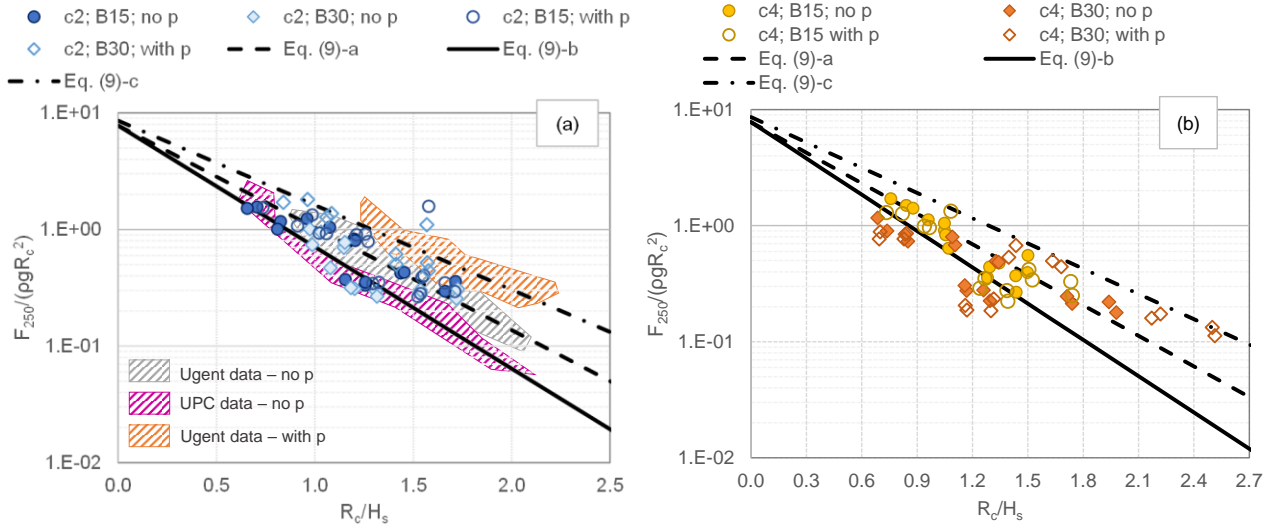 c2; B15; no p c2; B30; no p c2; B15; with p
c2; B30; with p Eq. (9)-a Eq. (9)-b
Eq. (9)-c
1.E+01
1.E+00
1.E-01
1.E-02
F250/(ρgRc²)
(a)
Ugent data – no p
UPC data – no p
Ugent data – with p
0.0 0.5 1.0 1.5 2.0 2.5
Rc/Hs
c4; B15; no p c4; B30; no p
c4; B15 with p c4; B30; with p
Eq. (9)-a Eq. (9)-b
Eq. (9)-c
1.E+01
1.E+00
1.E-01
1.E-02
F250/(ρgRc²)
(b)
0.0 0.3 0.6 0.9 1.2 1.5 1.8 2.1 2.4 2.7
Rc/Hs